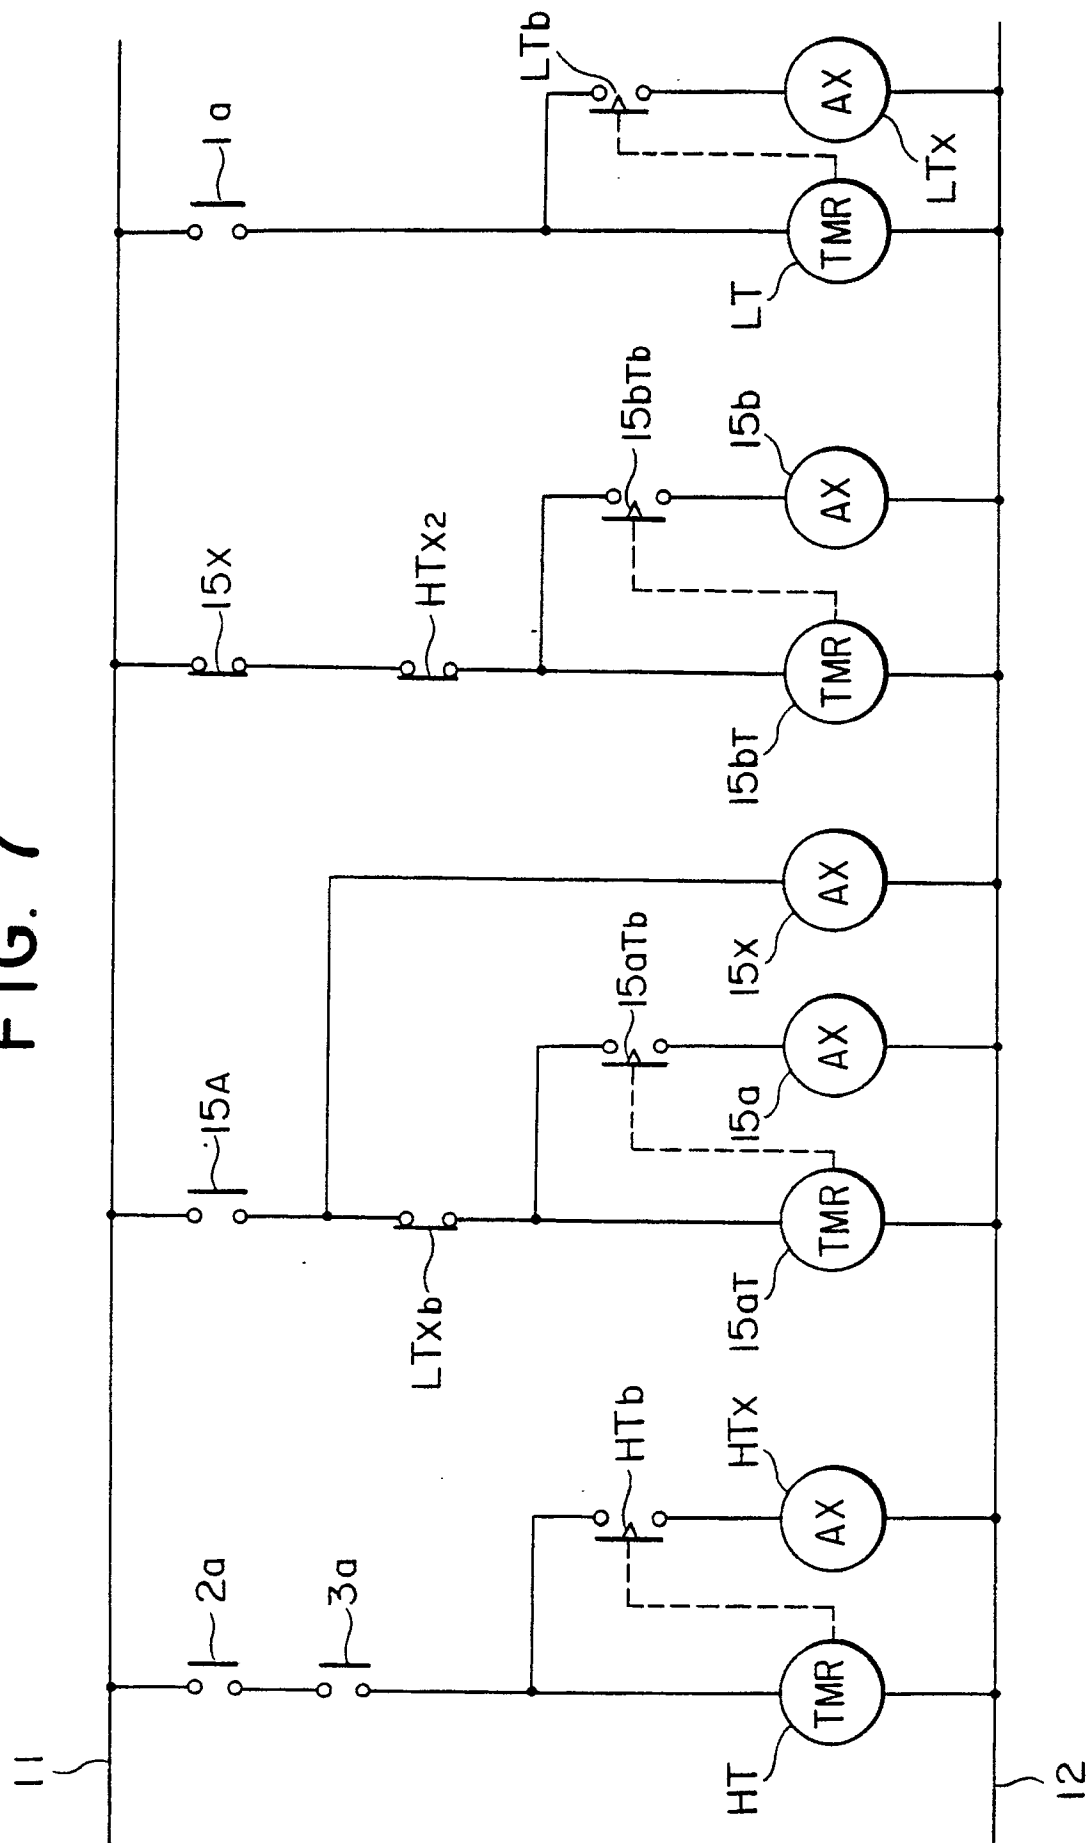 FIG. 7
11
2a
3a
HTb
HTX
AX
TMR
HT
15A
LTXb
15aTb
15X
AX
15a
AX
TMR
15aT
15X
HTX2
15bTb
15b
AX
TMR
15bT
1a
LTb
AX
LTX
TMR
LT
12